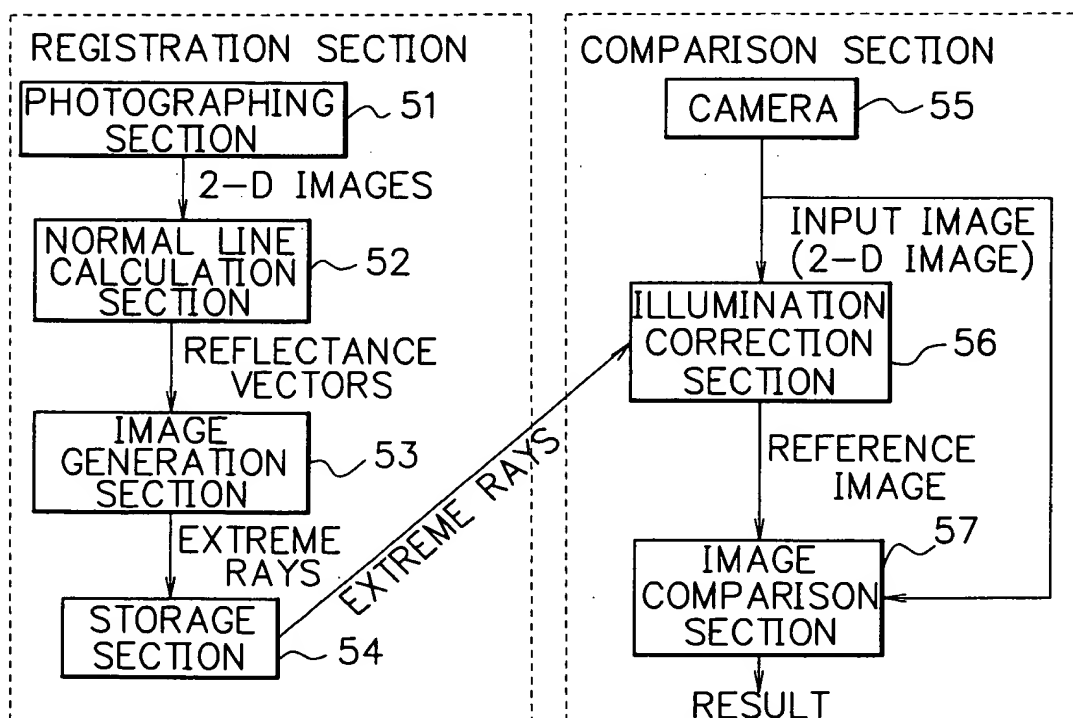 REGISTRATION SECTION
PHOTOGRAPHING
SECTION
51
2-D IMAGES
NORMAL LINE
CALCULATION
SECTION
52
REFLECTANCE
VECTORS
IMAGE
GENERATION
SECTION
53
EXTREME
RAYS
STORAGE
SECTION
54
EXTREME RAYS
COMPARISON SECTION
CAMERA
55
INPUT IMAGE
(2-D IMAGE)
ILLUMINATION
CORRECTION
SECTION
56
REFERENCE
IMAGE
IMAGE
COMPARISON
SECTION
57
RESULT